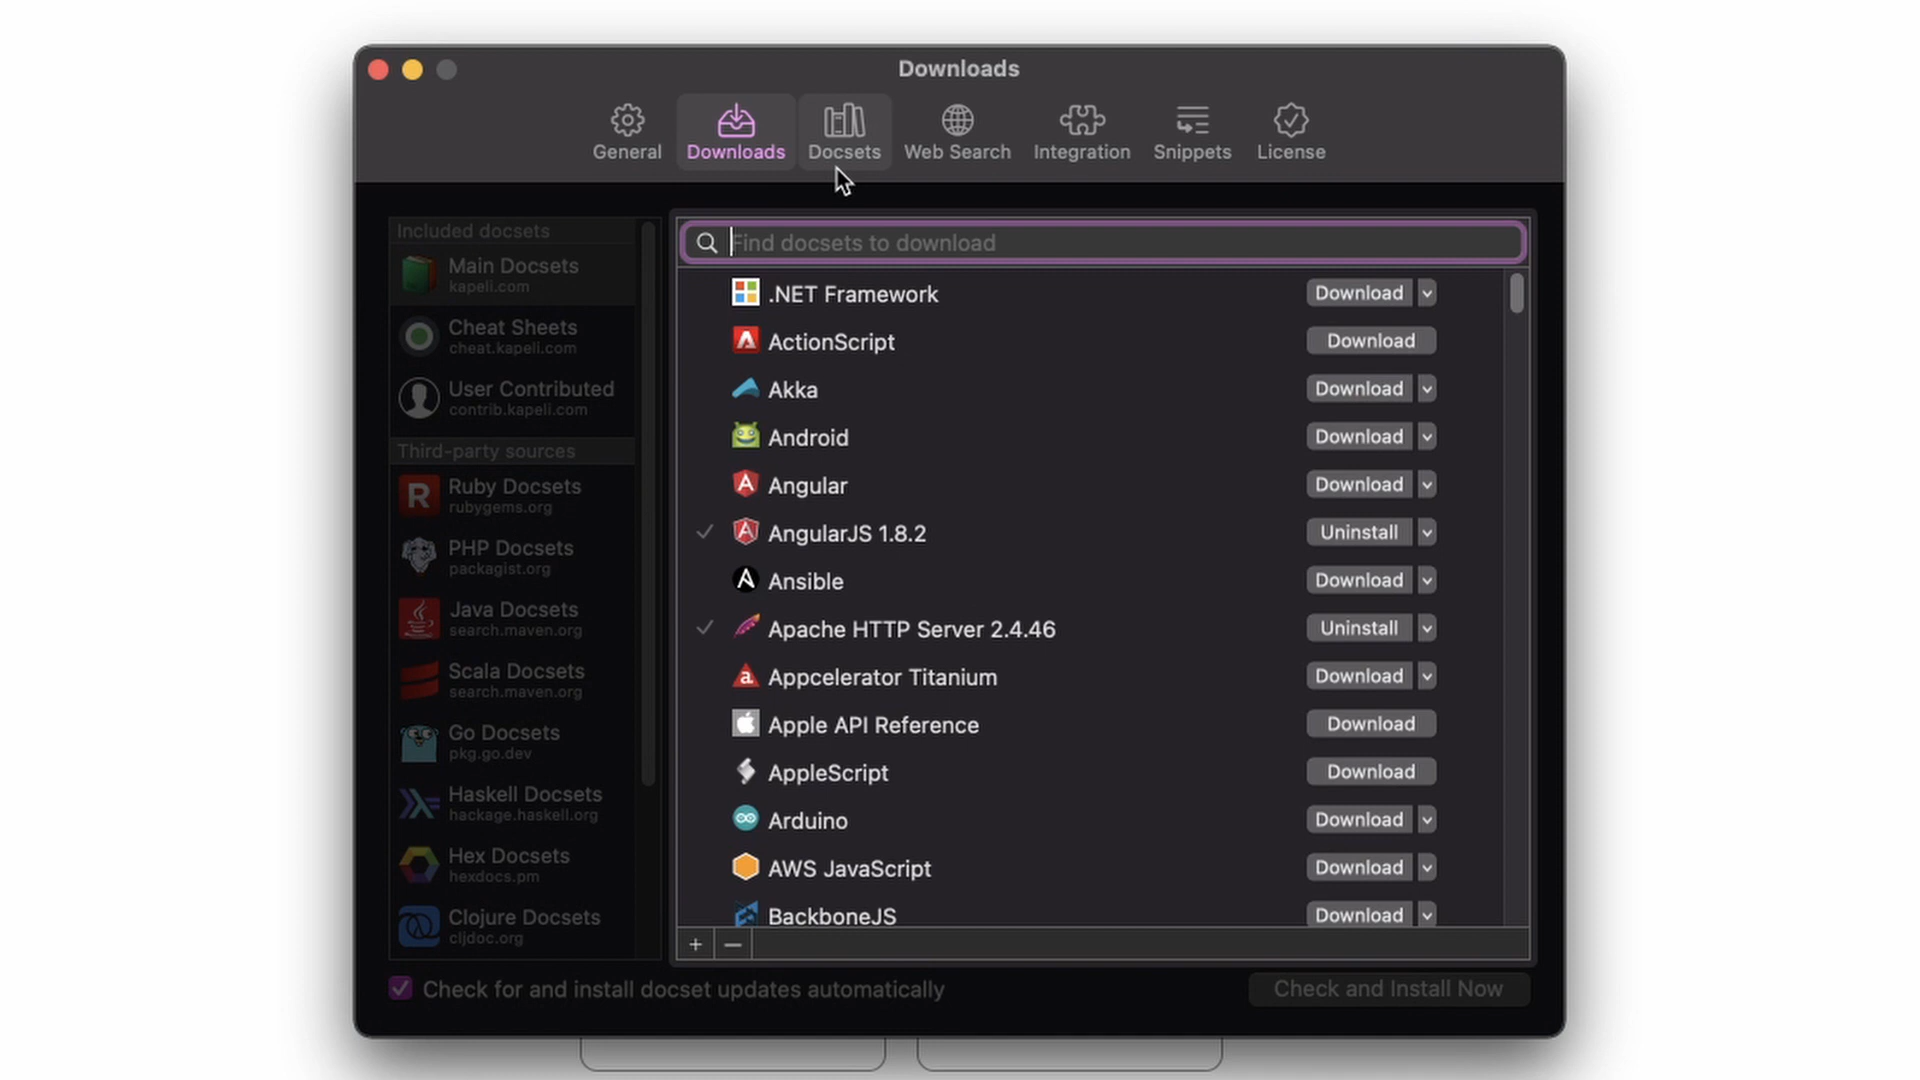 Downloads
General
Downloads
Docsets
Web Search
Integration
Snippets
License
Included docsets
Main Docsets
kapeli.com
Cheat Sheets
cheat.kapeli.com
User Contributed
contrib.kapeli.com
Third-party sources
Ruby Docsets
rubygems.org
PHP Docsets
packagist.org
Java Docsets
search.maven.org
Scala Docsets
search.maven.org
Go Docsets
pkg.go.dev
Haskell Docsets
hackage.haskell.org
Hex Docsets
hexdocs.pm
Clojure Docsets
cljdoc.org
Find docsets to download
.NET Framework Download
ActionScript Download
Akka Download
Android Download
Angular Download
AngularJS 1.8.2 Uninstall
Ansible Download
Apache HTTP Server 2.4.46 Uninstall
Appcelerator Titanium Download
Apple API Reference Download
AppleScript Download
Arduino Download
AWS JavaScript Download
BackboneJS Download
Check for and install docset updates automatically
Check and Install Now